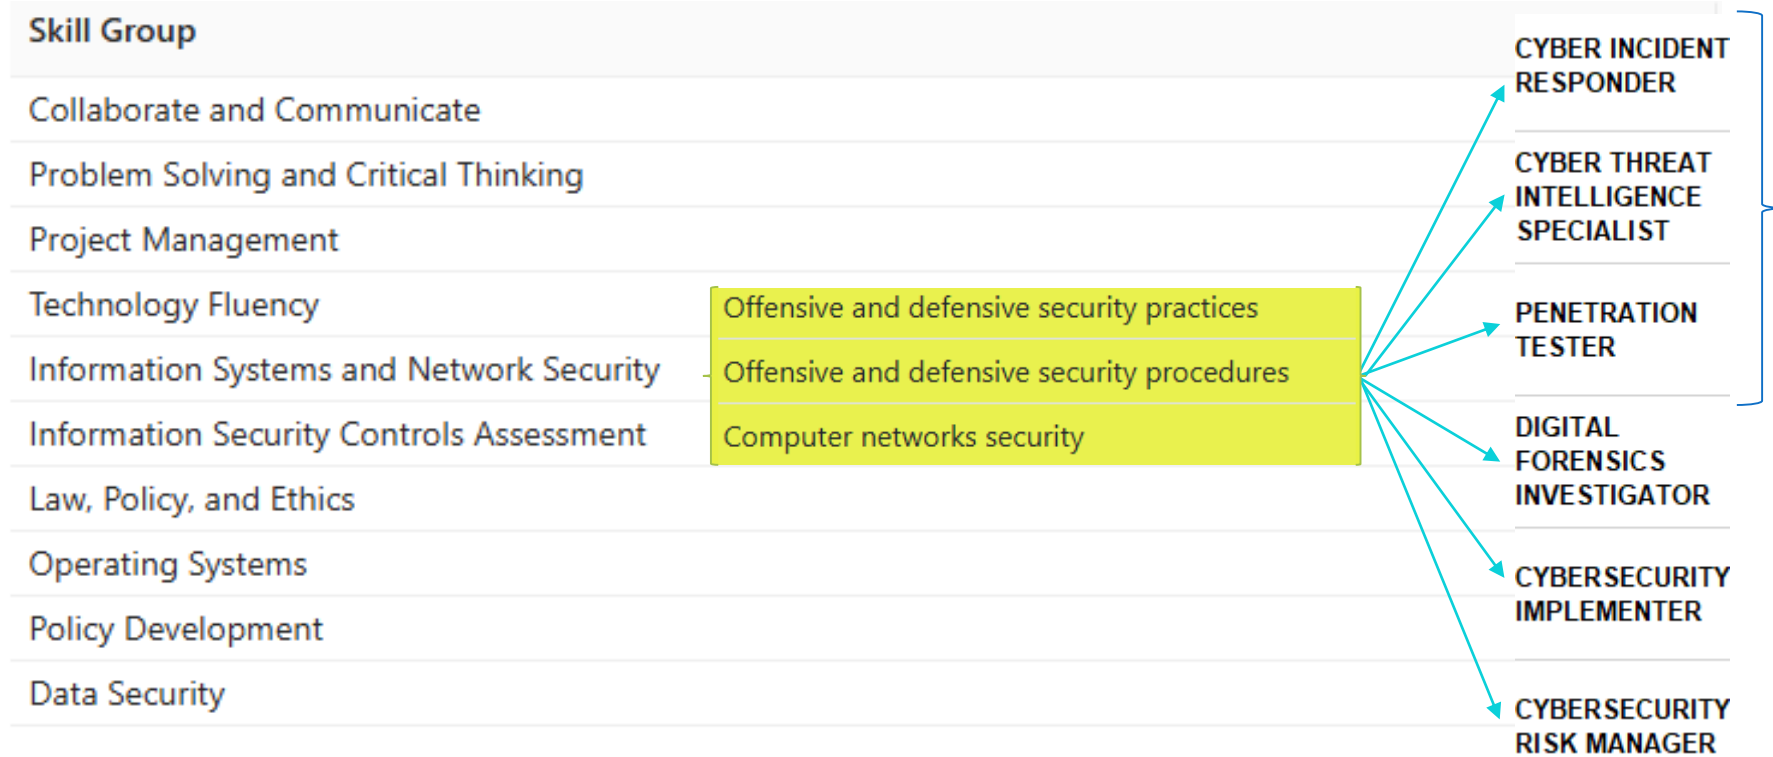 Skill Group
Collaborate and Communicate
Problem Solving and Critical Thinking
Project Management
Technology Fluency
Information Systems and Network Security
Information Security Controls Assessment
Law, Policy, and Ethics
Operating Systems
Policy Development
Data Security
Offensive and defensive security practices
Offensive and defensive security procedures
Computer networks security
CYBER INCIDENT
RESPONDER
CYBER THREAT
INTELLIGENCE
SPECIALIST
PENETRATION
TESTER
DIGITAL
FORENSICS
INVESTIGATOR
CYBERSECURITY
IMPLEMENTER
CYBERSECURITY
RISK MANAGER